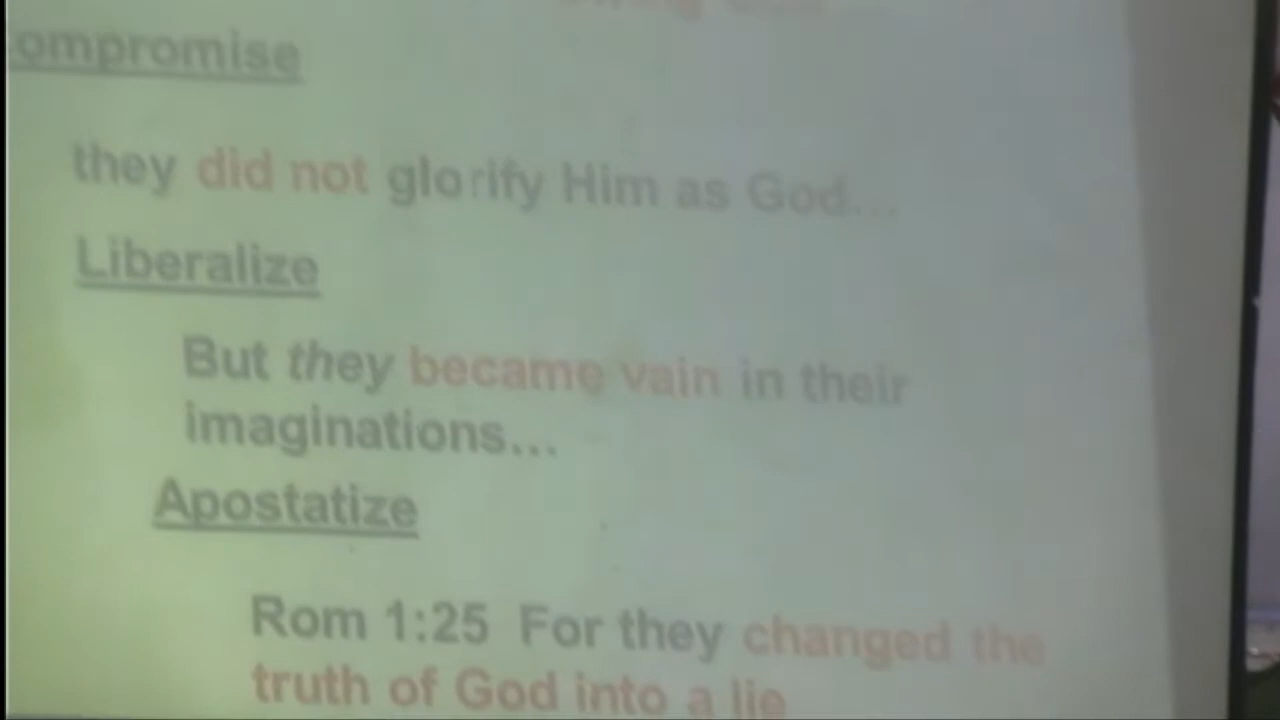 ompromise
they did not glorify Him as God...
Liberalize
But they became vain in their
imaginations...
Apostatize
Rom 1:25 For they changed the
truth of God into a lie